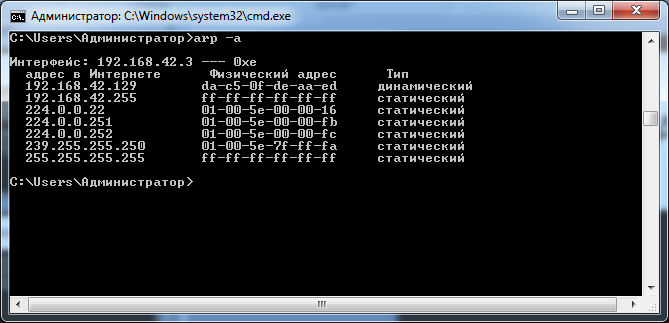 Администратор: C:\Windows\system32\cmd.exe
C:\Users\Администратор>arp -a
Интерфейс: 192.168.42.3 --- 0xe
адрес в Интернете Физический адрес Тип
192.168.42.129 da-c5-0f-de-aa-ed динамический
192.168.42.255 ff-ff-ff-ff-ff-ff статический
224.0.0.22 01-00-5e-00-00-16 статический
224.0.0.251 01-00-5e-00-00-fb статический
224.0.0.252 01-00-5e-00-00-fc статический
239.255.255.250 01-00-5e-7f-ff-fa статический
255.255.255.255 ff-ff-ff-ff-ff-ff статический
C:\Users\Администратор>